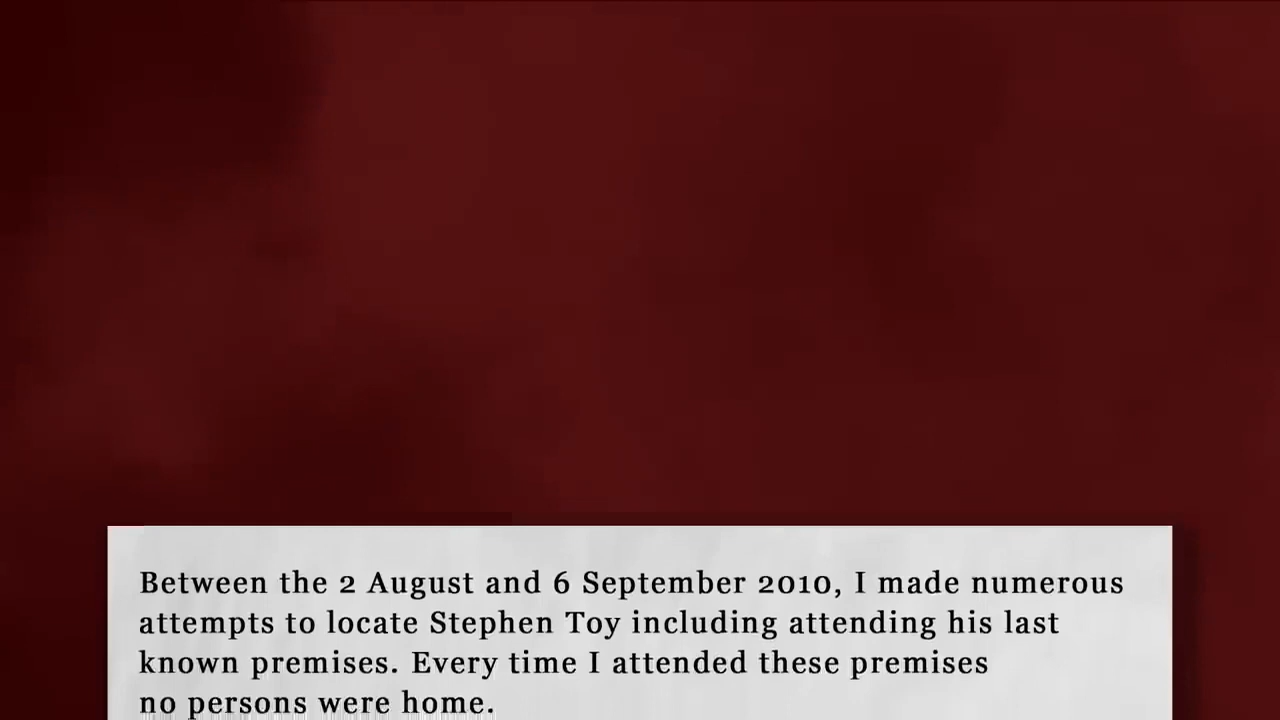 Between the 2 August and 6 September 2010, I made numerous
attempts to locate Stephen Toy including attending his last
known premises. Every time I attended these premises
no persons were home.